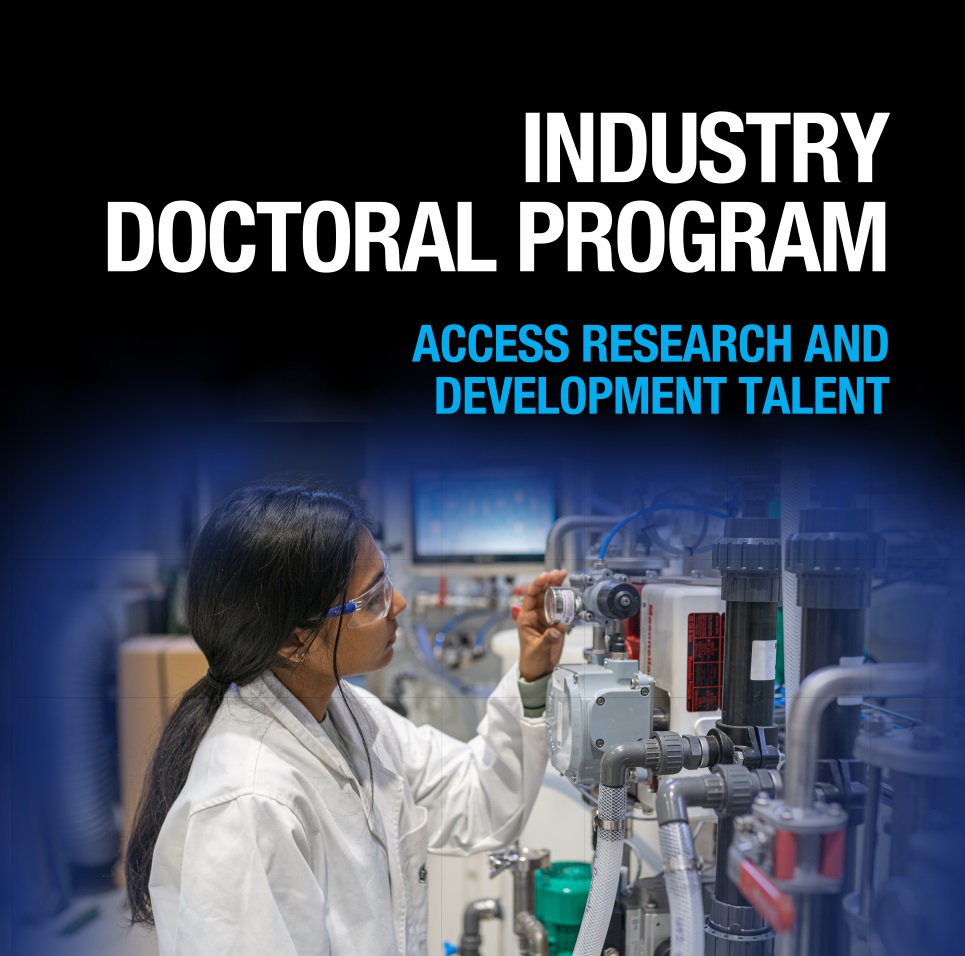 INDUSTRY
DOCTORAL PROGRAM
ACCESS RESEARCH AND
DEVELOPMENT TALENT